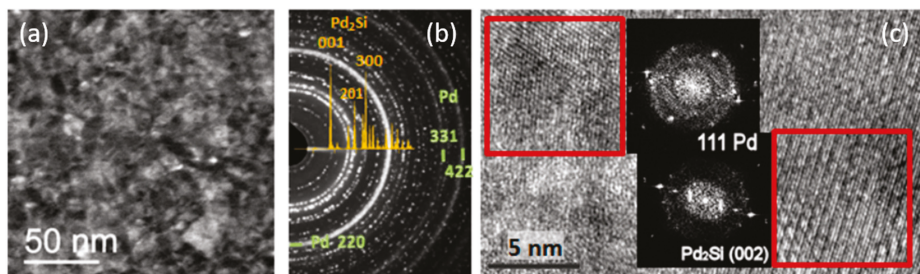 (a)
50 nm
(b)
Pd₂Si
001
300
201
Pd
331
422
Pd 220
(c)
111 Pd
5 nm
Pd₂Si (002)